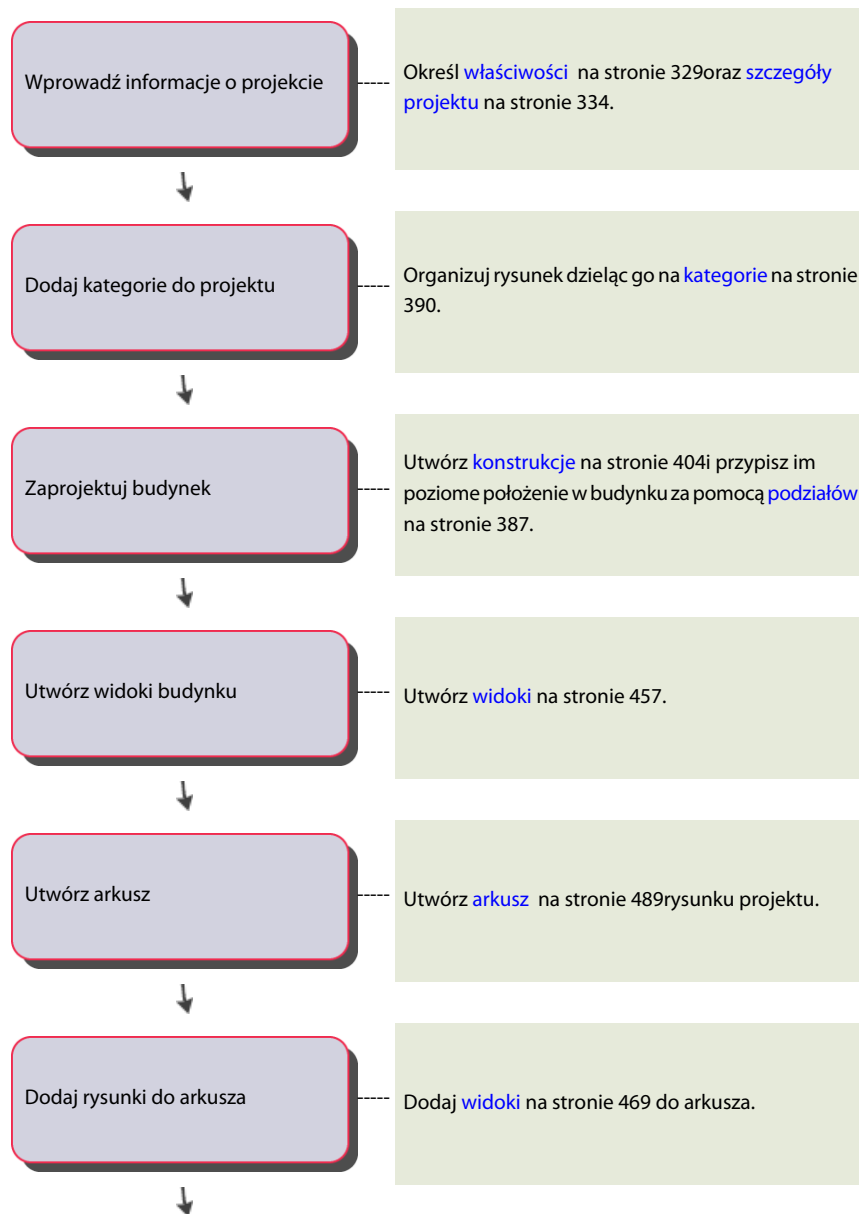 Wprowadź informacje o projekcie
Określ właściwości na stronie 329oraz szczegóły
projektu na stronie 334.
Dodaj kategorie do projektu
Organizuj rysunek dzieląc go na kategorie na stronie
390.
Zaprojektuj budynek
Utwórz konstrukcje na stronie 404i przypisz im
poziome położenie w budynku za pomocą podziałów
na stronie 387.
Utwórz widoki budynku
Utwórz widoki na stronie 457.
Utwórz arkusz
Utwórz arkusz na stronie 489rysunku projektu.
Dodaj rysunki do arkusza
Dodaj widoki na stronie 469 do arkusza.